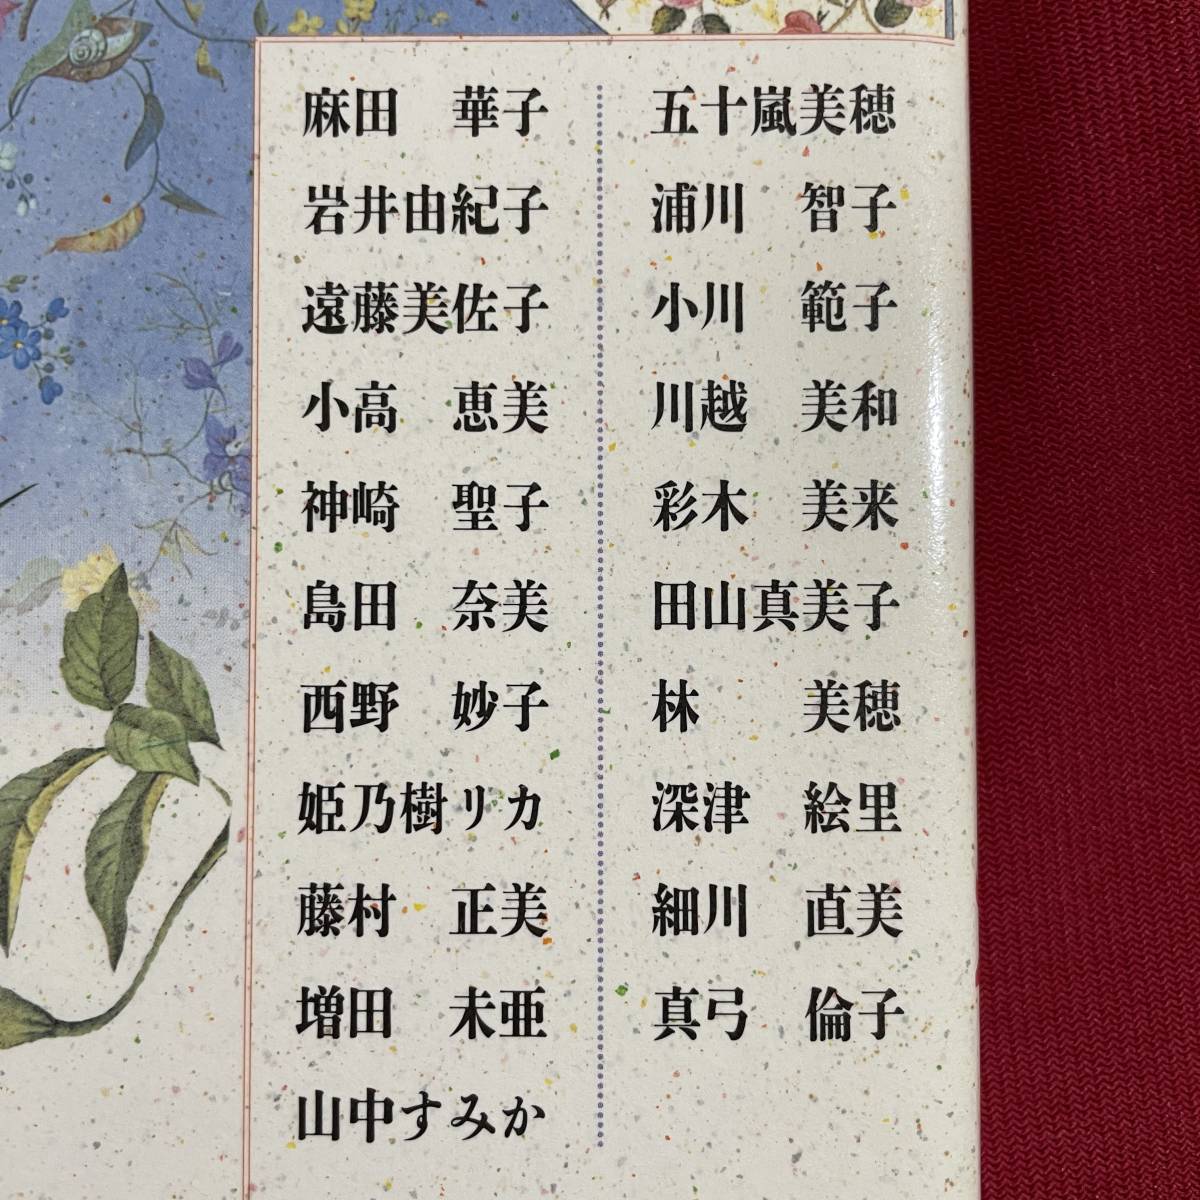 麻田　華子
五十嵐美穂
岩井由紀子
浦川　智子
遠藤美佐子
小川　範子
小高　恵美
川越　美和
神崎　聖子
彩木　美来
島田　奈美
田山真美子
西野　妙子
林　　美穂
姫乃樹リカ
深津　絵里
藤村　正美
細川　直美
増田　未亜
真弓　倫子
山中すみか